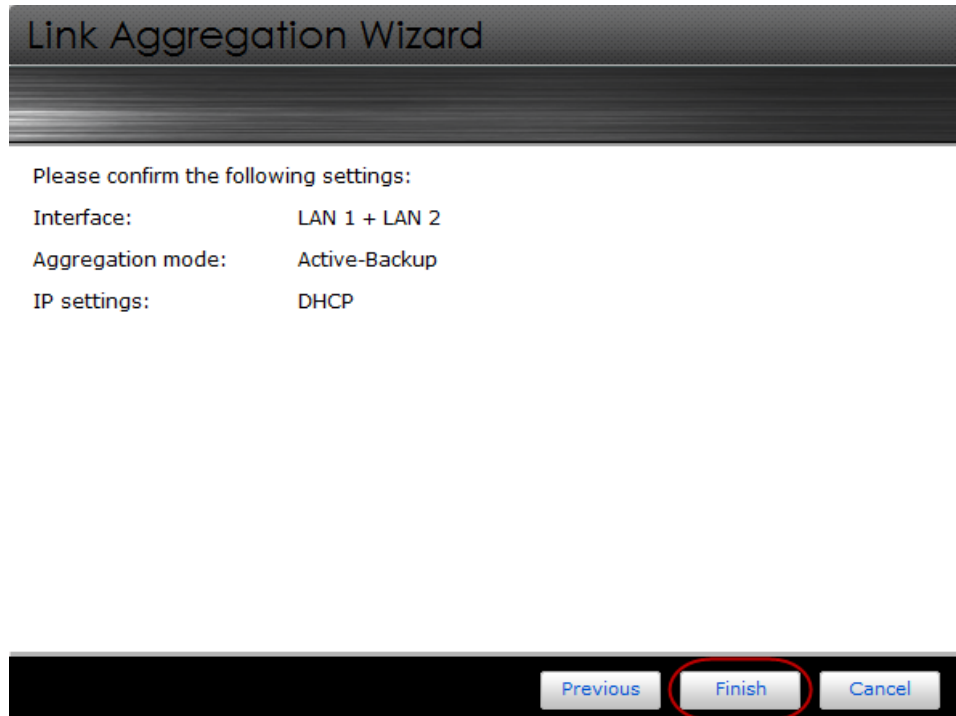 Link Aggregation Wizard
Please confirm the following settings:
Interface: LAN 1 + LAN 2
Aggregation mode: Active-Backup
IP settings: DHCP
Previous Finish Cancel